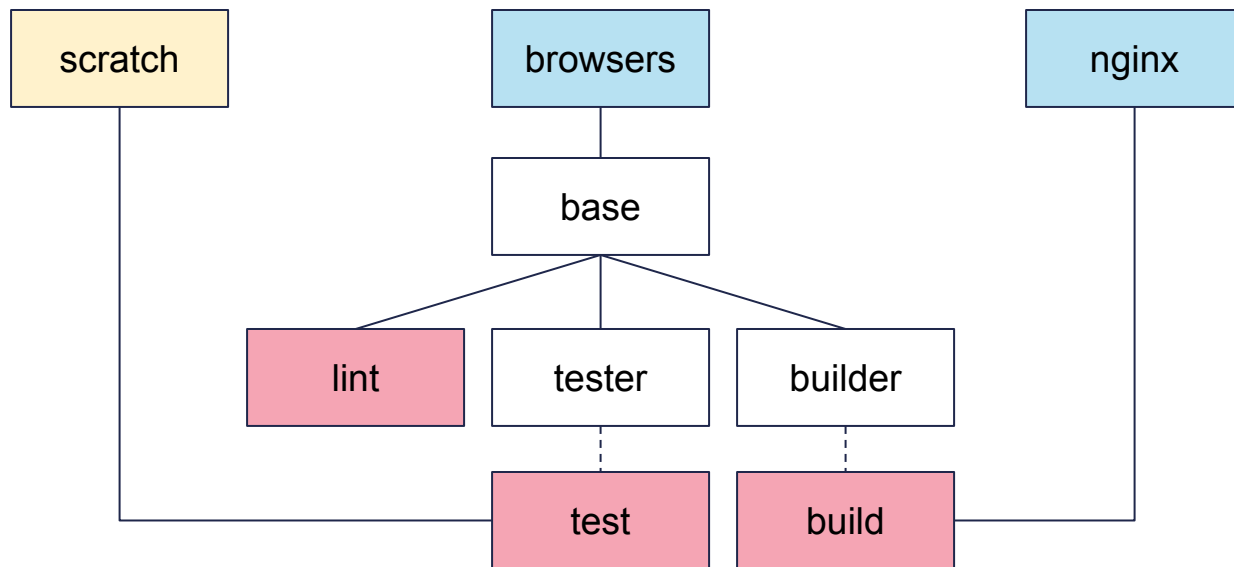 scratch
browsers
nginx
base
lint
tester
builder
test
build